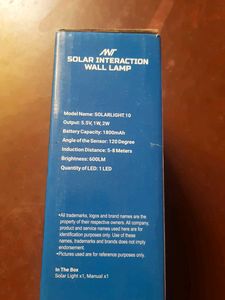 ANT
SOLAR INTERACTION
WALL LAMP
Model Name: SOLARLIGHT 10
Output: 5.5V, 1W, 2W
Battery Capacity: 1800mAh
Angle of the Sensor: 120 Degree
Induction Distance: 5-8 Meters
Brightness: 600LM
Quantity of LED: 1 LED
•All trademarks, logos and brand names are the
property of their respective owners. All company,
product and service names used here are for
identification purposes only. Use of these
names, trademarks and brands does not imply
endorsement.
•Pictures used are for reference purposes only.
In The Box
Solar Light x1, Manual x1